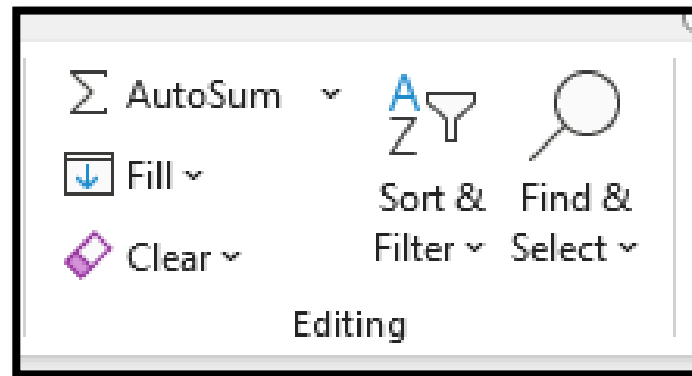 AutoSum
Fill
Clear
Sort &
Filter
Find &
Select
Editing